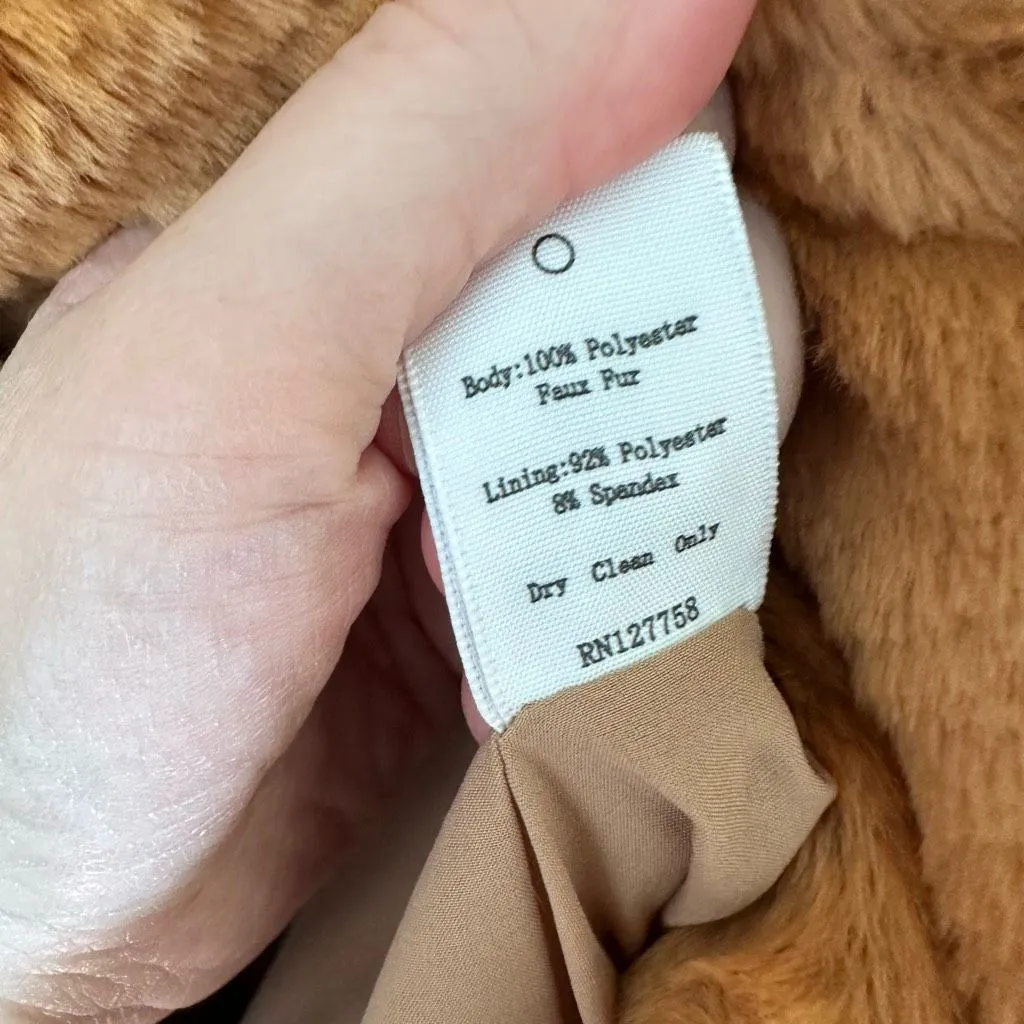 Body:100% Polyester
Faux Fur
Lining:92% Polyester
8% Spandex
Dry Clean Only
RN127758